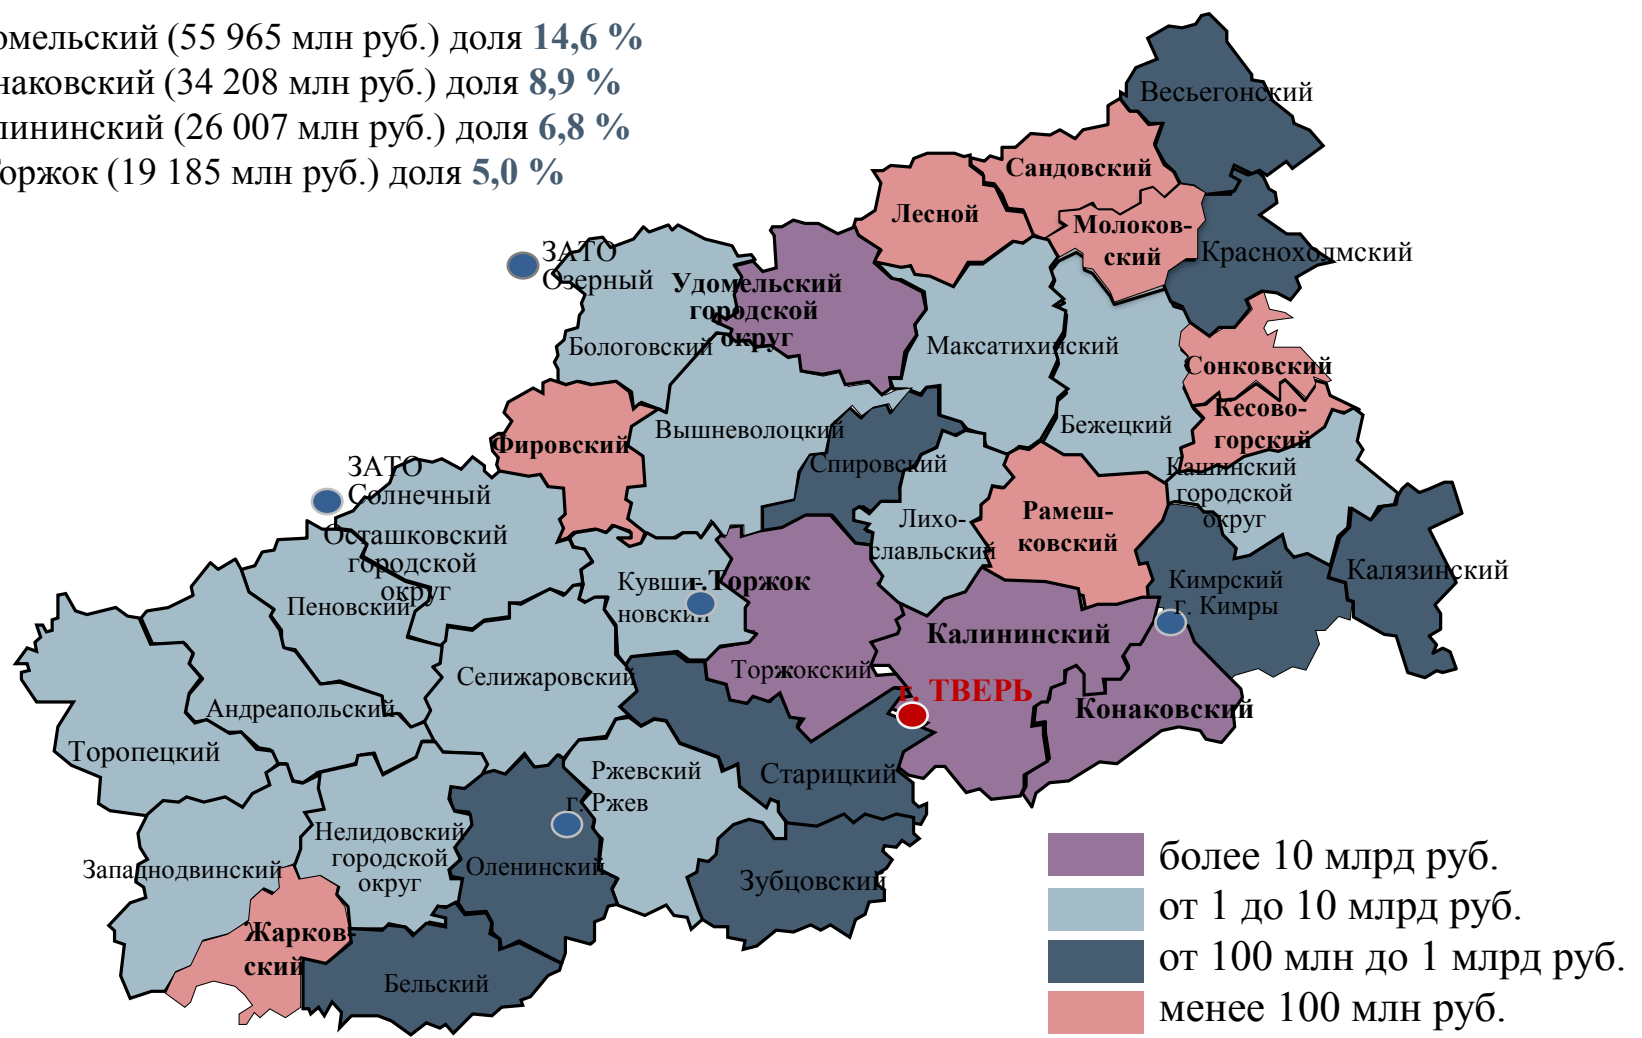 омельский (55 965 млн руб.) доля 14,6 %
наковский (34 208 млн руб.) доля 8,9 %
лининский (26 007 млн руб.) доля 6,8 %
Торжок (19 185 млн руб.) доля 5,0 %
Весьегонский
Сандовский
Лесной
Молоков-
ский
Краснохолмский
ЗАТО
Озерный
Удомельский
городской
округ
Бологовский
Максатихинский
Сонковский
Кесово-
горский
Бежецкий
Вышневолоцкий
Фировский
Спировский
Кашинский
городской
округ
ЗАТО
Солнечный
Осташковский
городской
округ
Лихо-
славльский
Рамеш-
ковский
Калязинский
Кимрский
г. Кимры
Пеновский
Кувши-
новский
г.Торжок
Калининский
Торжокский
Селижаровский
г. ТВЕРЬ
Конаковский
Андреапольский
Торопецкий
Старицкий
Ржевский
г. Ржев
Нелидовский
городской
округ
Западнодвинский
Оленинский
Зубцовский
Жарков-
ский
Бельский
более 10 млрд руб.
от 1 до 10 млрд руб.
от 100 млн до 1 млрд руб.
менее 100 млн руб.